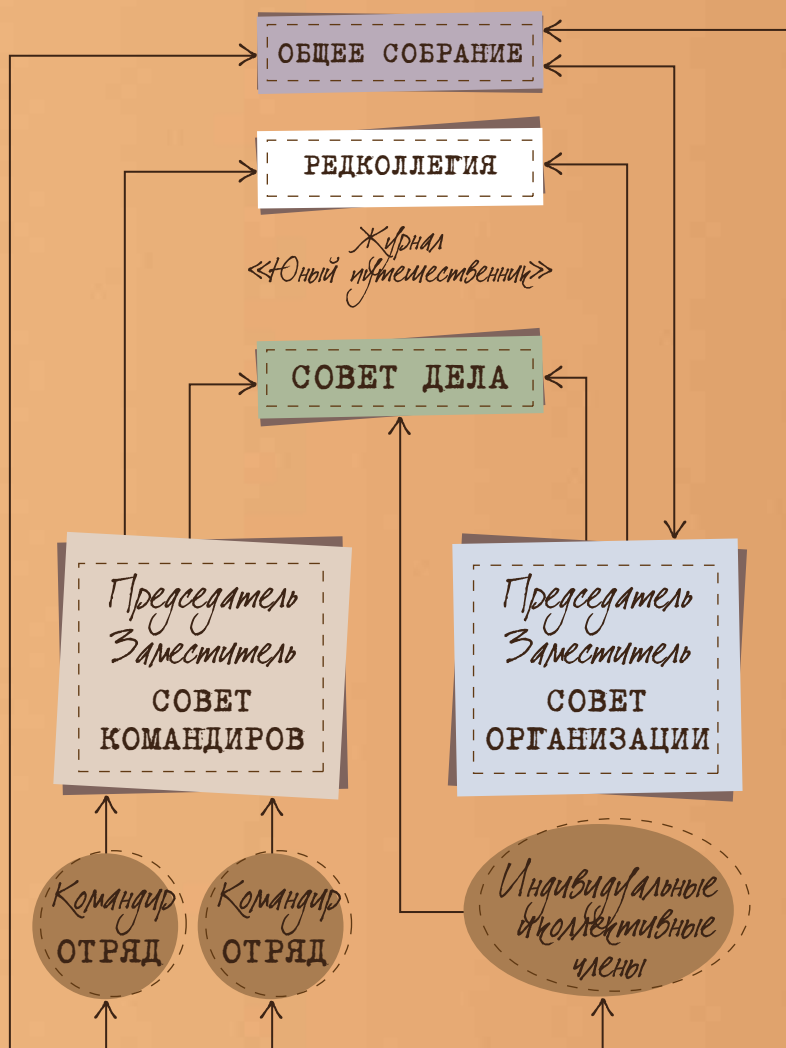 ОБЩЕЕ СОБРАНИЕ
РЕДКОЛЛЕГИЯ
Журнал
«Юный путешественник»
СОВЕТ ДЕЛА
Председатель
Заместитель
СОВЕТ
КОМАНДИРОВ
Председатель
Заместитель
СОВЕТ
ОРГАНИЗАЦИИ
Командир
ОТРЯД
Командир
ОТРЯД
Индивидуальные
и коллективные
члены